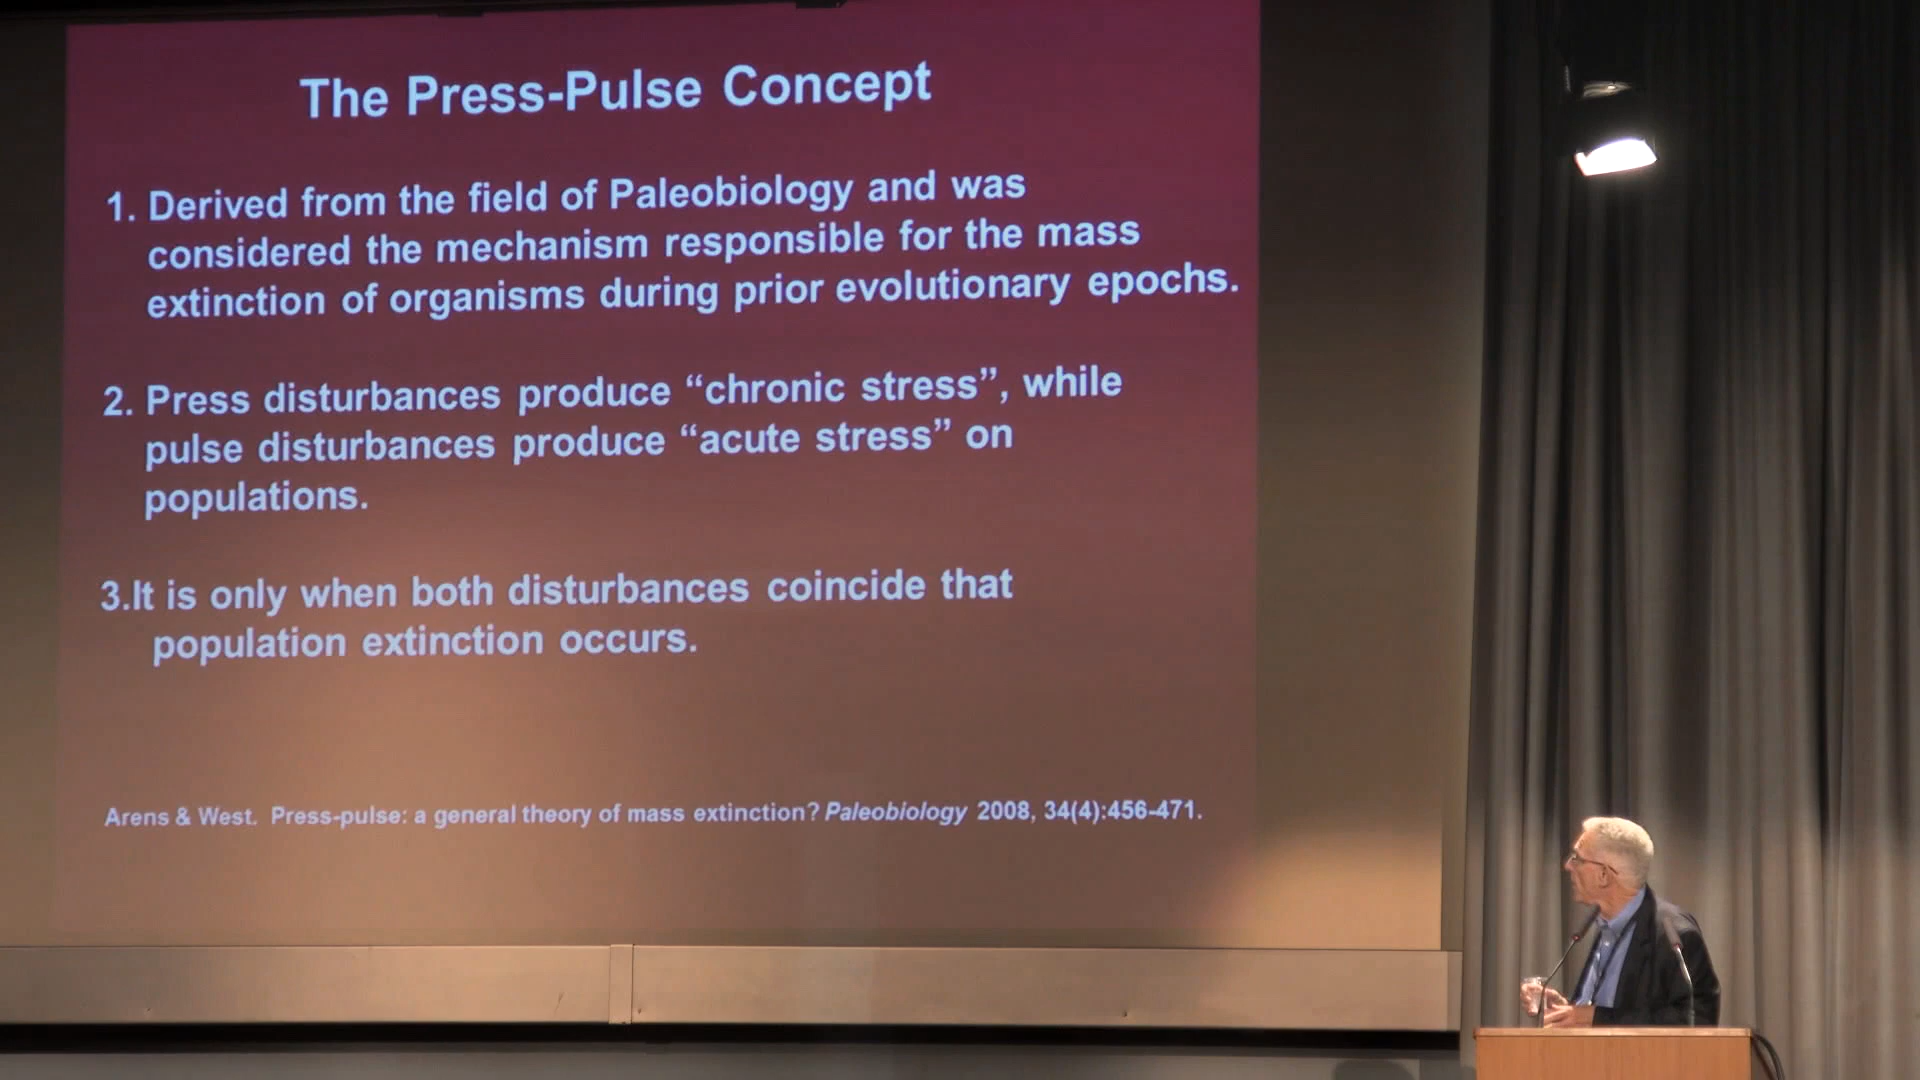 The Press-Pulse Concept
1. Derived from the field of Paleobiology and was
considered the mechanism responsible for the mass
extinction of organisms during prior evolutionary epochs.
2. Press disturbances produce “chronic stress”, while
pulse disturbances produce “acute stress” on
populations.
3.It is only when both disturbances coincide that
population extinction occurs.
Arens & West. Press-pulse: a general theory of mass extinction? Paleobiology 2008, 34(4):456-471.